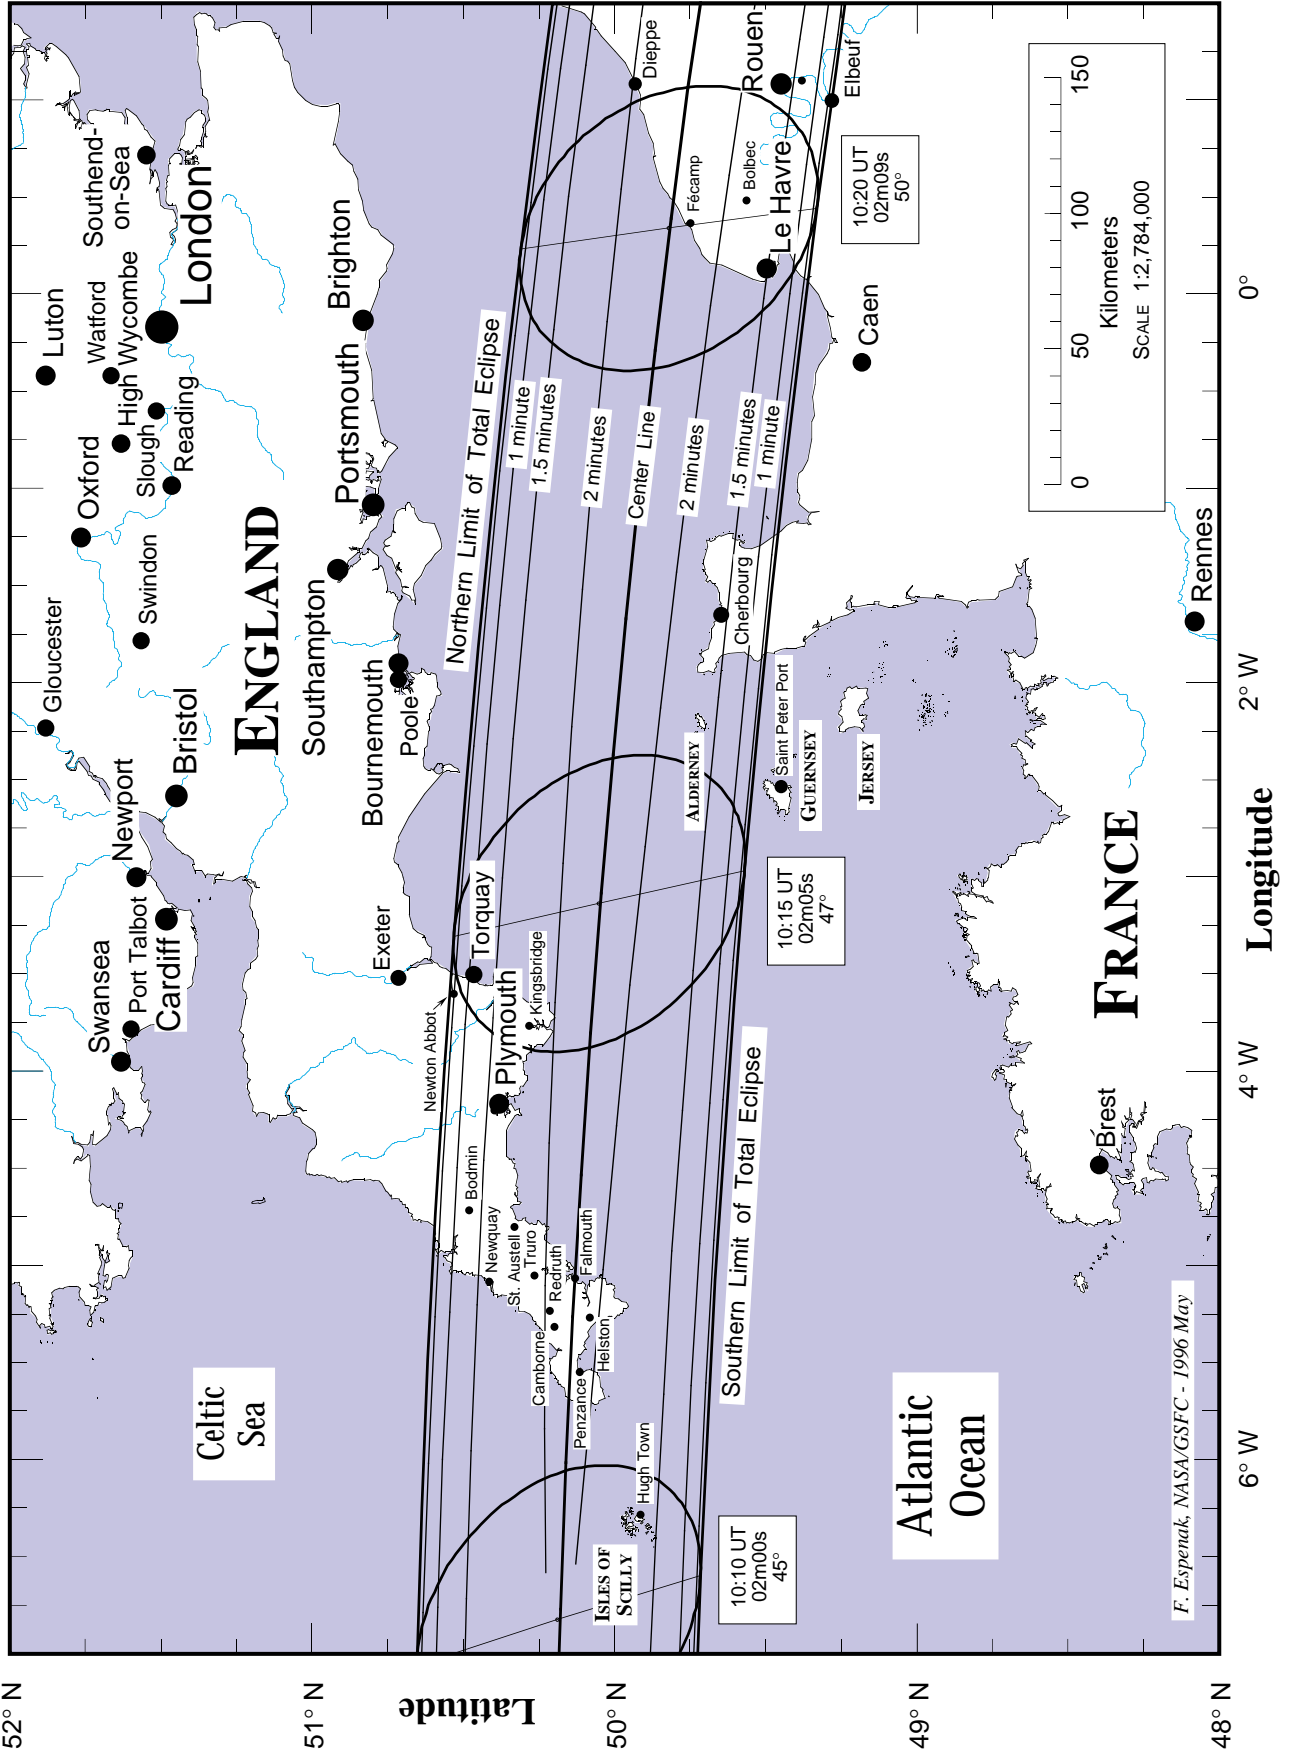 Luton
Watford
High Wycombe
Southend-
on-Sea
London
Slough
Reading
Oxford
Swindon
Gloucester
Bristol
Newport
Cardiff
Port Talbot
Swansea
ENGLAND
Brighton
Portsmouth
Southampton
Bournemouth
Poole
Exeter
Torquay
Newton Abbot
Plymouth
Kingsbridge
Bodmin
Newquay
St. Austell
Truro
Redruth
Camborne
Falmouth
Helston
Penzance
Hugh Town
ISLES OF
SCILLY
Celtic
Sea
Atlantic
Ocean
Northern Limit of Total Eclipse
1 minute
1.5 minutes
2 minutes
Center Line
2 minutes
1.5 minutes
1 minute
Southern Limit of Total Eclipse
10:10 UT
02m00s
45°
10:15 UT
02m05s
47°
10:20 UT
02m09s
50°
Dieppe
Rouen
Elbeuf
Fécamp
Bolbec
Le Havre
Caen
Cherbourg
ALDERNEY
Saint Peter Port
GUERNSEY
JERSEY
FRANCE
Brest
Rennes
0 50 100 150
Kilometers
SCALE 1:2,784,000
F. Espenak, NASA/GSFC - 1996 May
Latitude
52° N
51° N
50° N
49° N
48° N
6° W
4° W
2° W
0°
Longitude